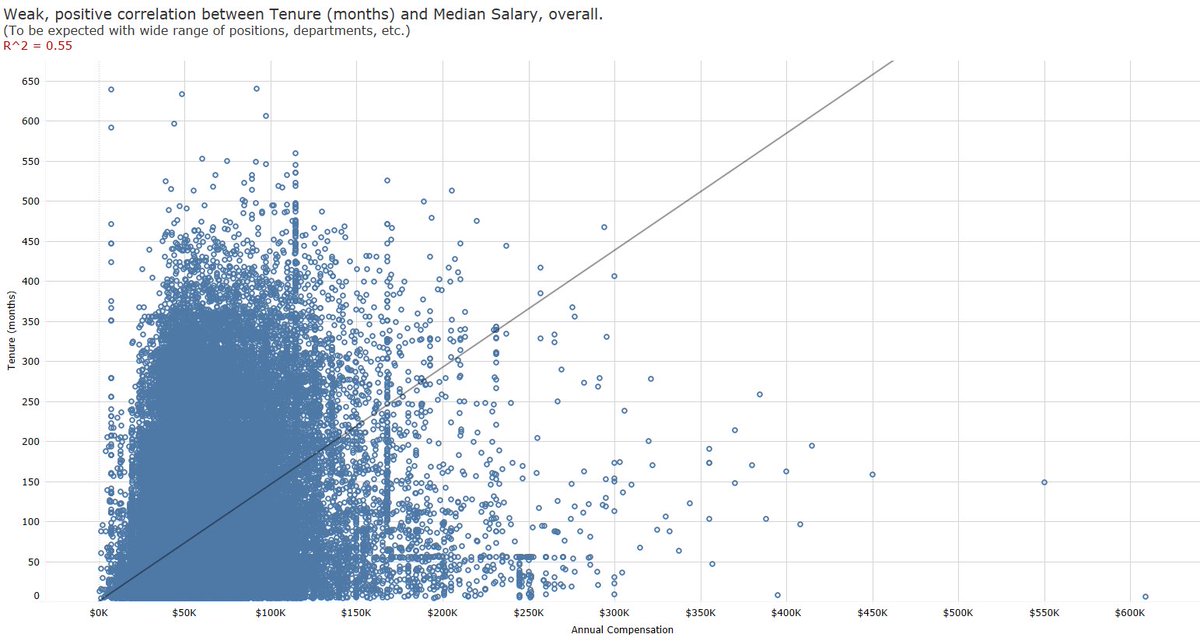 Weak, positive correlation between Tenure (months) and Median Salary, overall.
(To be expected with wide range of positions, departments, etc.)
R^2 = 0.55
650
600
550
500
450
400
350
300
250
200
150
100
50
0
Tenure (months)
$0K $50K $100K $150K $200K $250K $300K $350K $400K $450K $500K $550K $600K
Annual Compensation